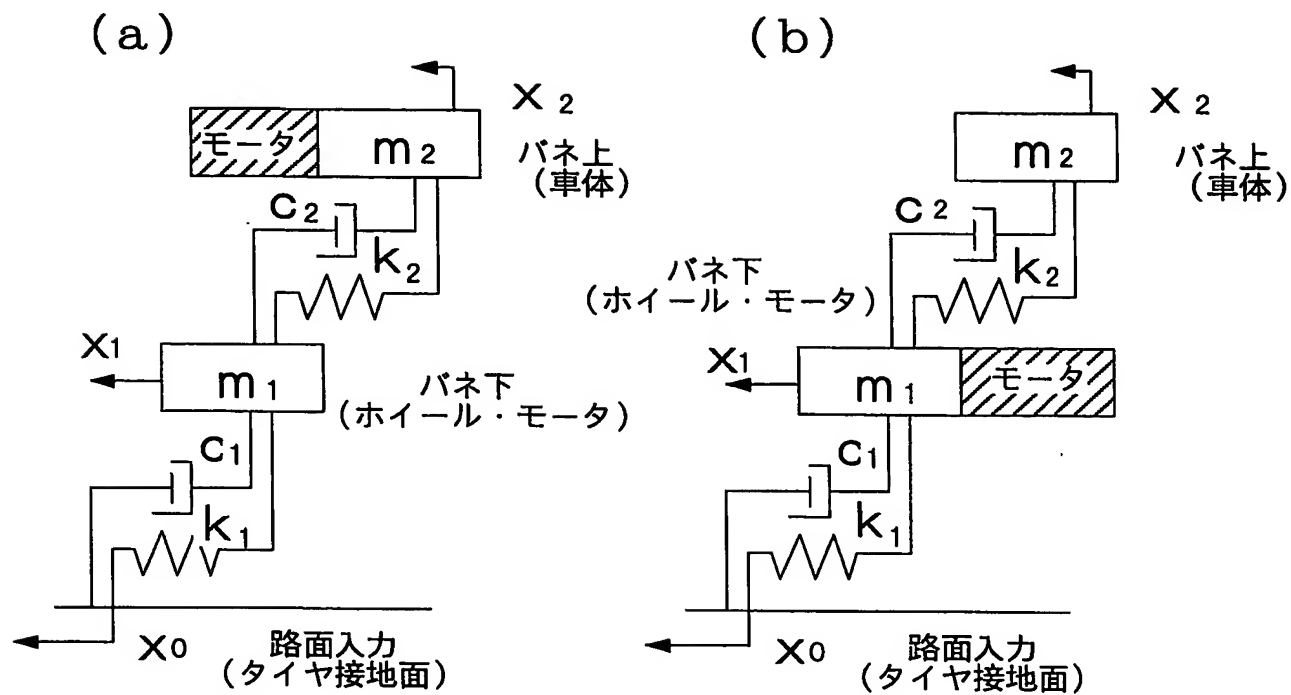 (a)
x2
モータ
m2
バネ上
(車体)
c2
k2
x1
m1
バネ下
(ホイール・モータ)
c1
k1
x0
路面入力
(タイヤ接地面)
(b)
x2
m2
バネ上
(車体)
c2
k2
バネ下
(ホイール・モータ)
x1
m1
モータ
c1
k1
x0
路面入力
(タイヤ接地面)